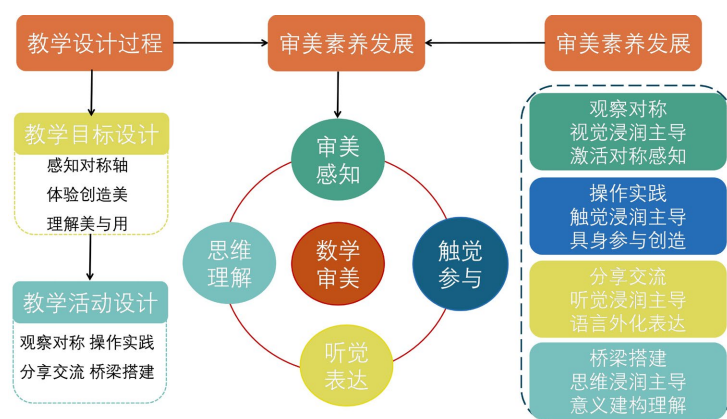 教学设计过程
审美素养发展
审美素养发展
教学目标设计
感知对称轴
体验创造美
理解美与用
教学活动设计
观察对称 操作实践
分享交流 桥梁搭建
审美
感知
思维
理解
数学
审美
触觉
参与
听觉
表达
观察对称
视觉浸润主导
激活对称感知
操作实践
触觉浸润主导
具身参与创造
分享交流
听觉浸润主导
语言外化表达
桥梁搭建
思维浸润主导
意义建构理解